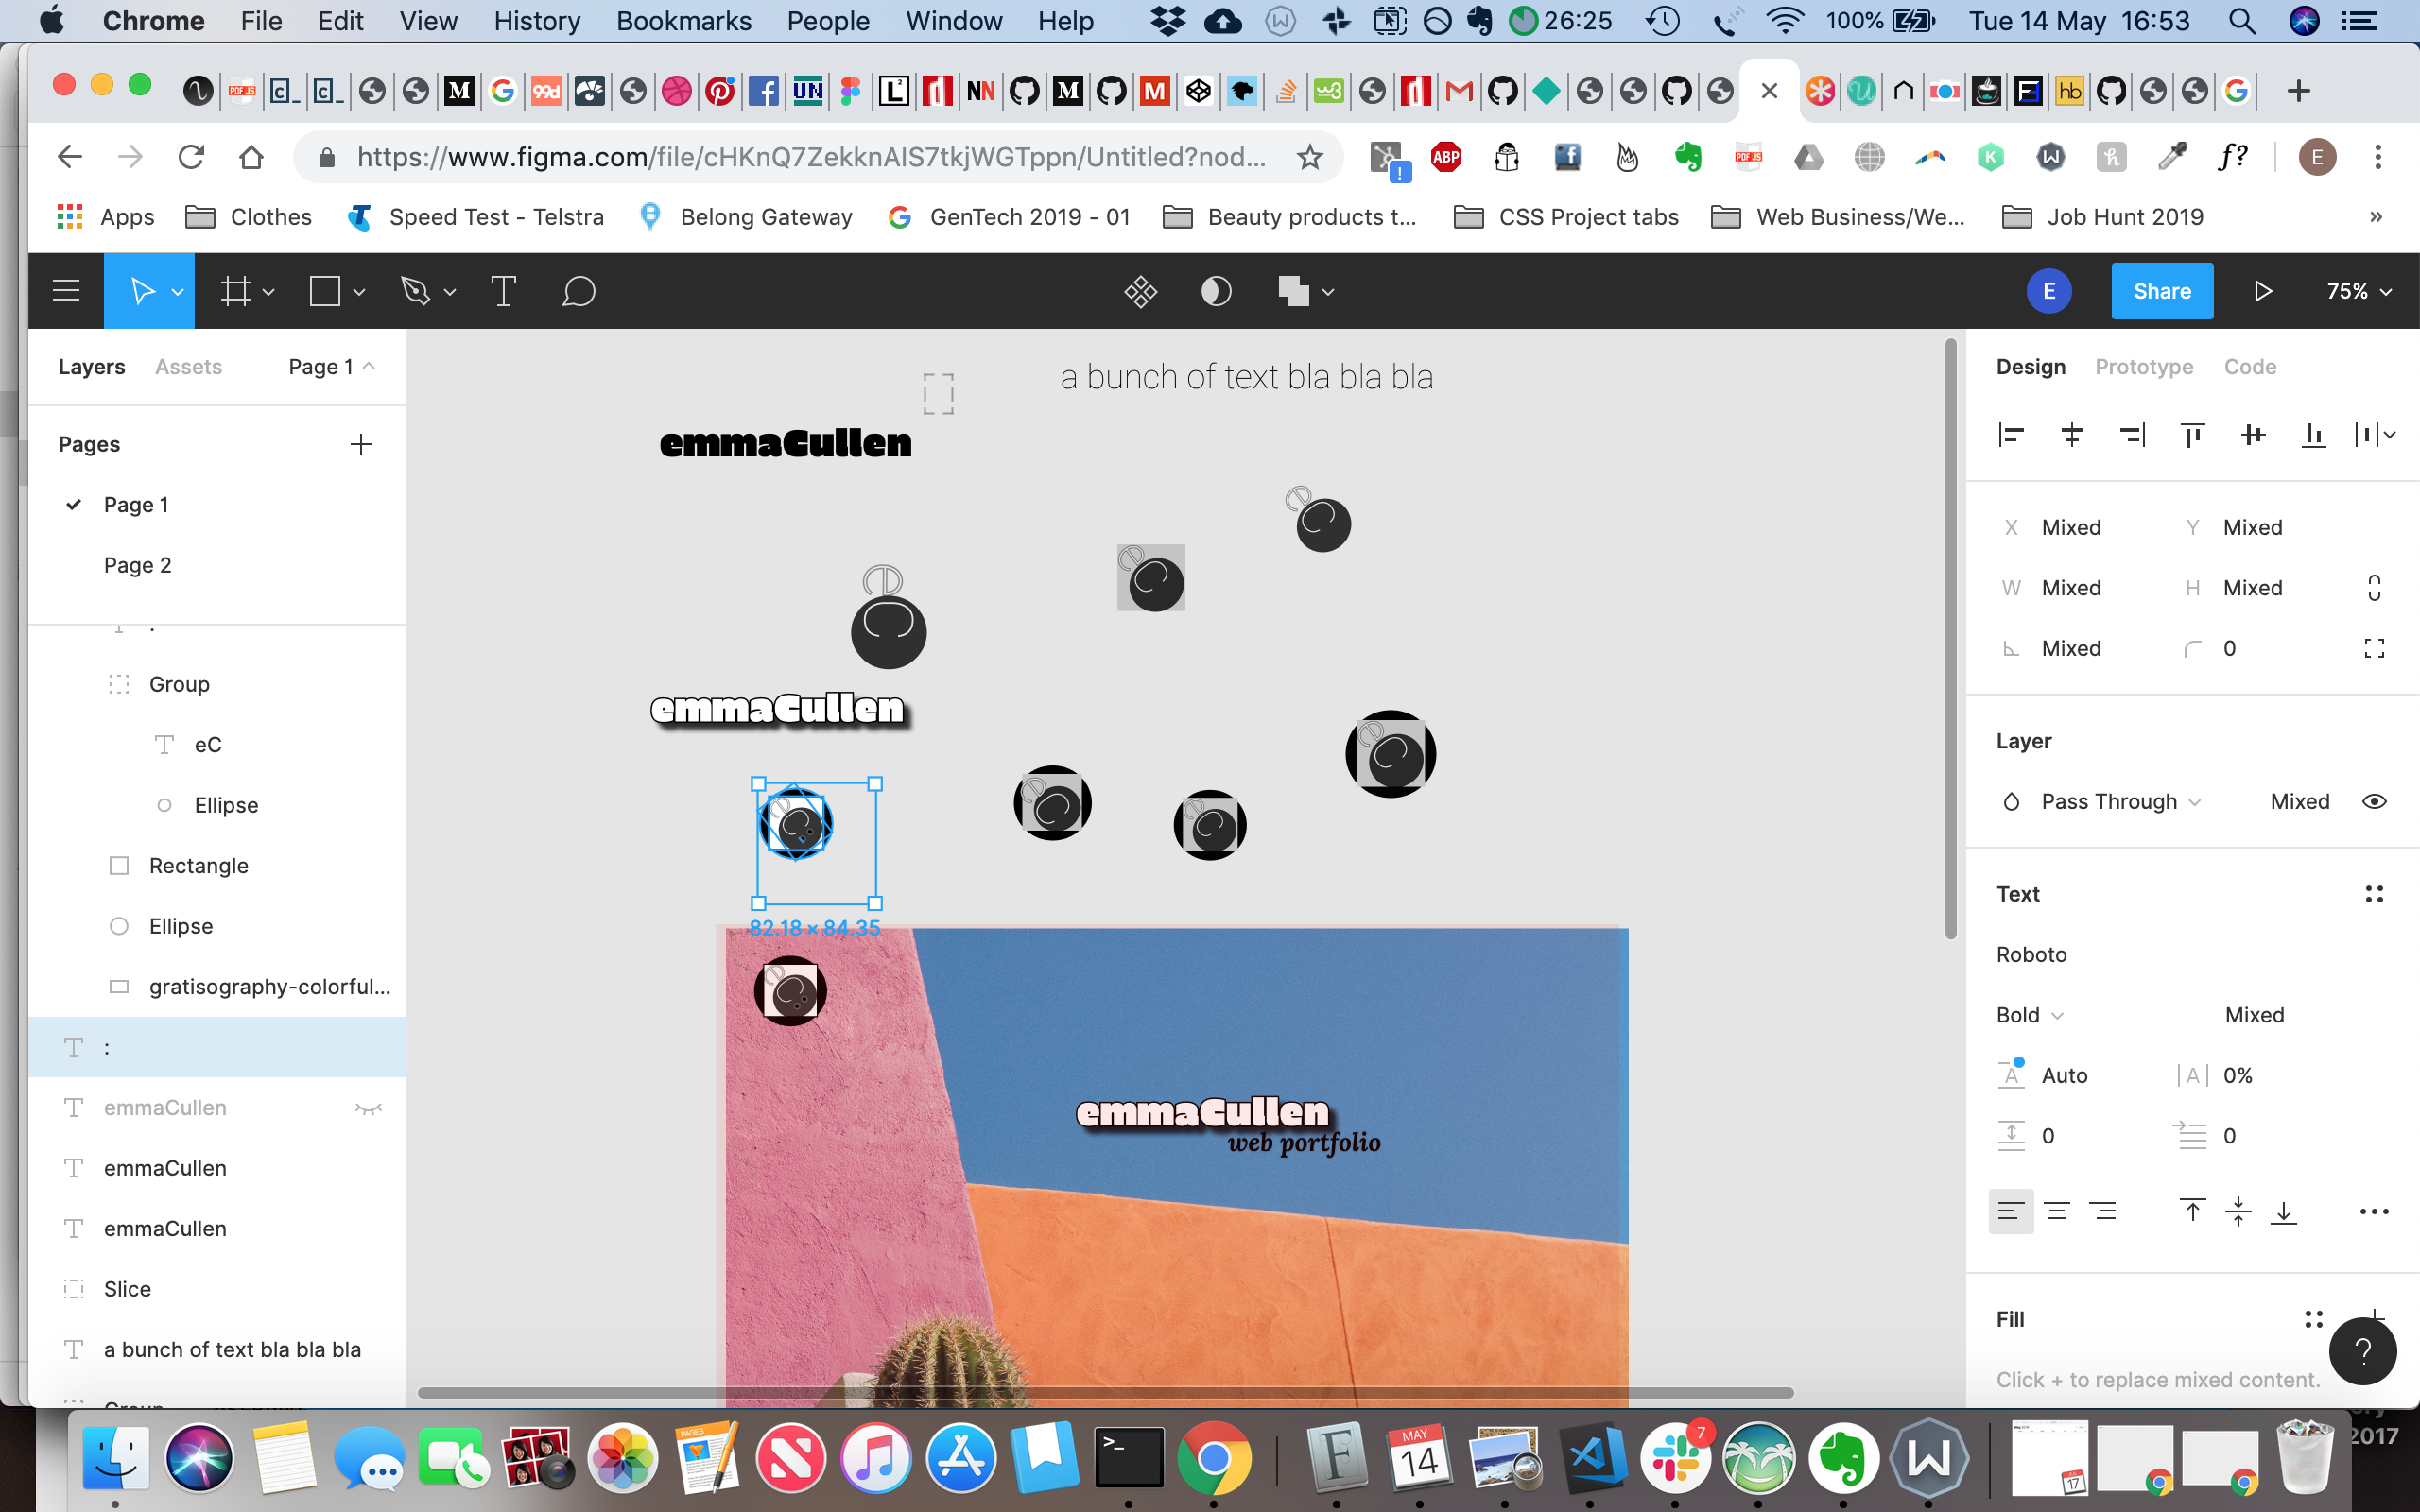 Chrome File Edit View History Bookmarks People Window Help 26:25 100% Tue 14 May 16:53
https://www.figma.com/file/cHKnQ7ZekknAIS7tkjWGTppn/Untitled?nod...
Apps Clothes Speed Test - Telstra Belong Gateway GenTech 2019 - 01 Beauty products t... CSS Project tabs Web Business/We... Job Hunt 2019 »
E Share 75%
Layers Assets Page 1
Pages
Page 1
Page 2
:
Group
eC
Ellipse
Rectangle
Ellipse
gratisography-colorful...
:
emmaCullen
emmaCullen
emmaCullen
Slice
a bunch of text bla bla bla
Group
a bunch of text bla bla bla
emmaCullen
emmaCullen
82.18 × 84.35
emmaCullen
web portfolio
Design Prototype Code
X Mixed Y Mixed
W Mixed H Mixed
Mixed 0
Layer
Pass Through Mixed
Text
Roboto
Bold Mixed
Auto 0%
0 0
Fill
Click + to replace mixed content.
?
MAY
14
7
17
2017